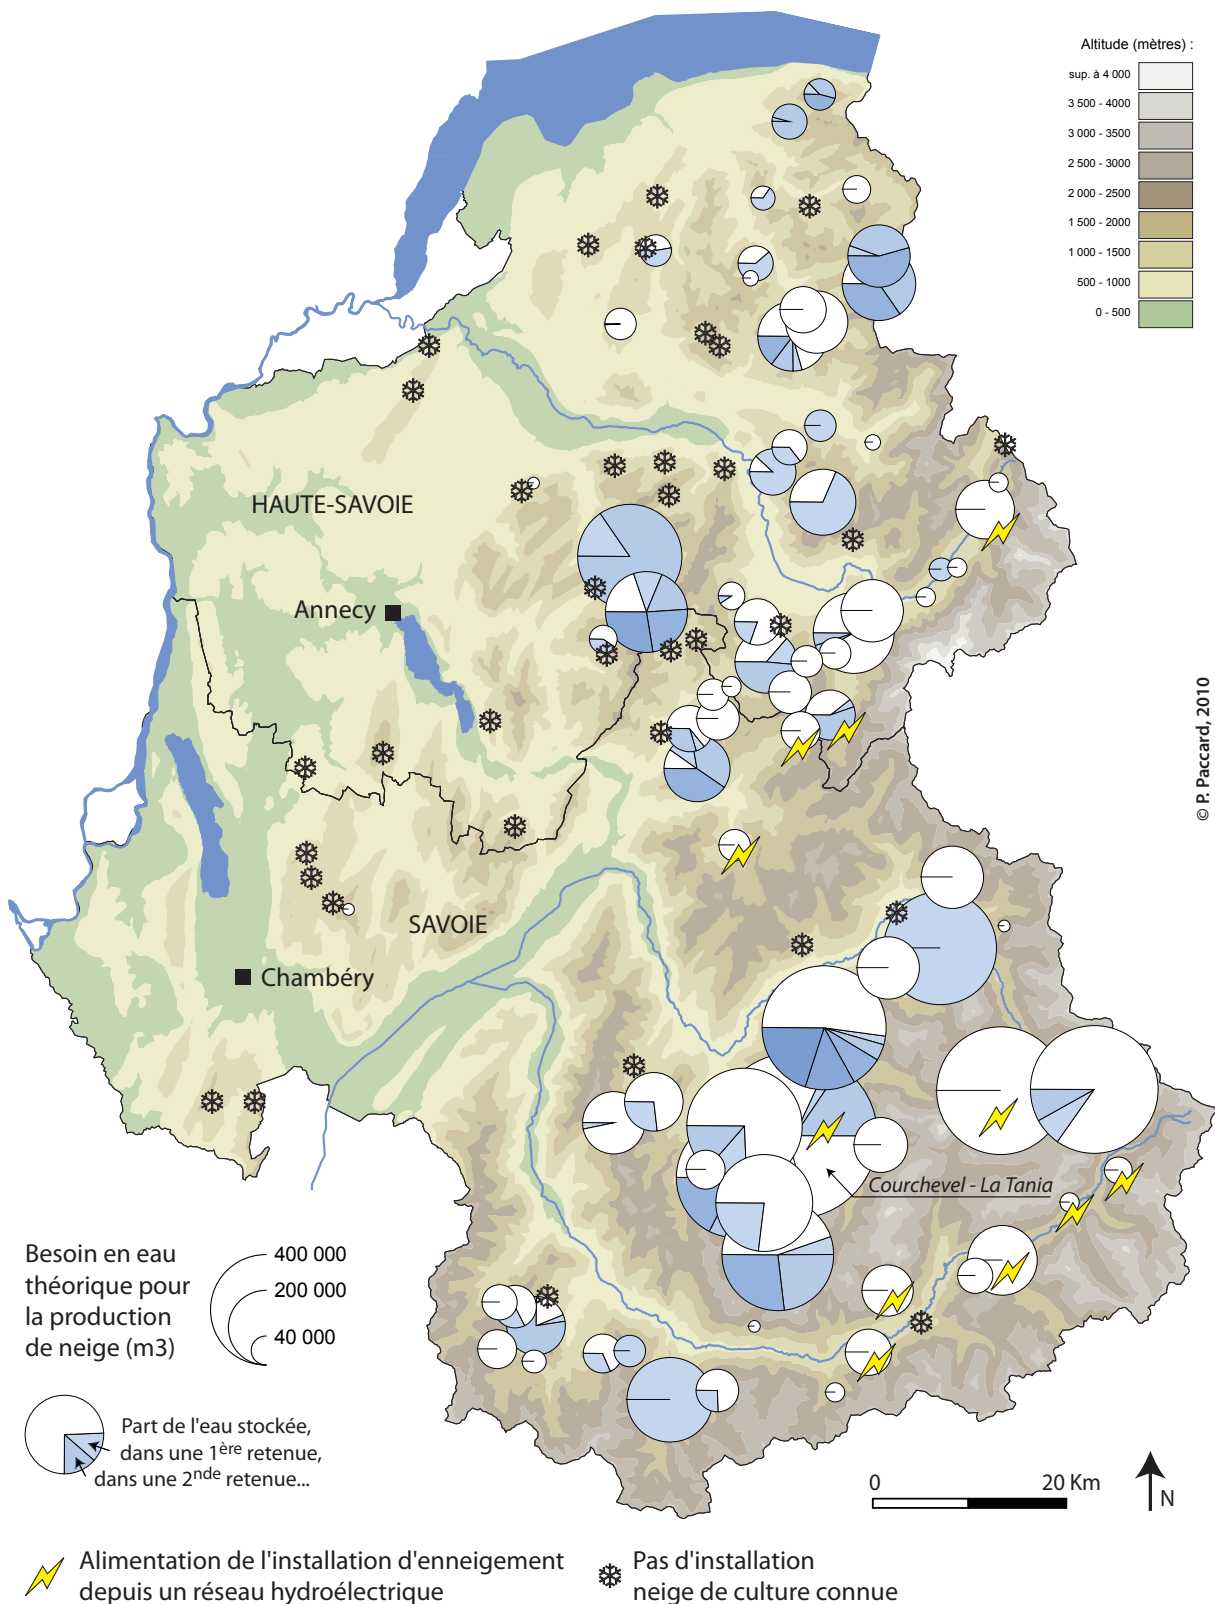 Altitude (mètres) :
sup. à 4 000
3 500 - 4000
3 000 - 3500
2 500 - 3000
2 000 - 2500
1 500 - 2000
1 000 - 1500
500 - 1000
0 - 500
HAUTE-SAVOIE
Annecy
© P. Paccard, 2010
SAVOIE
Chambéry
Courchevel - La Tania
Besoin en eau
théorique pour
la production
de neige (m3)
400 000
200 000
40 000
Part de l'eau stockée,
dans une 1ère retenue,
dans une 2nde retenue...
0 20 Km
N
Alimentation de l'installation d'enneigement
depuis un réseau hydroélectrique
Pas d'installation
neige de culture connue